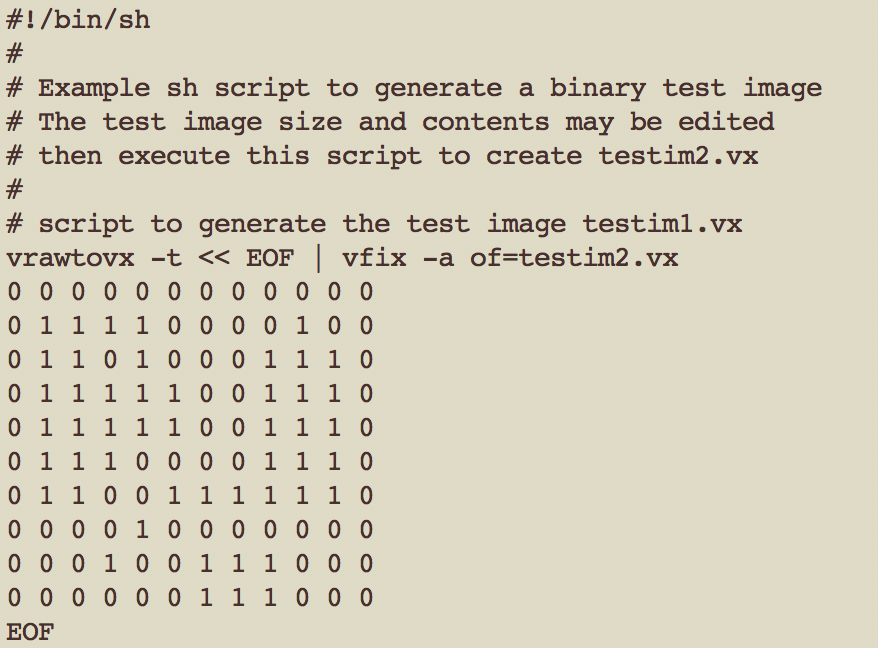 #!/bin/sh
#
# Example sh script to generate a binary test image
# The test image size and contents may be edited
# then execute this script to create testim2.vx
#
# script to generate the test image testim1.vx
vrawtovx -t << EOF | vfix -a of=testim2.vx
0 0 0 0 0 0 0 0 0 0 0 0
0 1 1 1 1 0 0 0 0 1 0 0
0 1 1 0 1 0 0 0 1 1 1 0
0 1 1 1 1 1 0 0 1 1 1 0
0 1 1 1 1 1 0 0 1 1 1 0
0 1 1 1 0 0 0 0 1 1 1 0
0 1 1 0 0 1 1 1 1 1 1 0
0 0 0 0 1 0 0 0 0 0 0 0
0 0 0 1 0 0 1 1 1 0 0 0
0 0 0 0 0 0 1 1 1 0 0 0
EOF